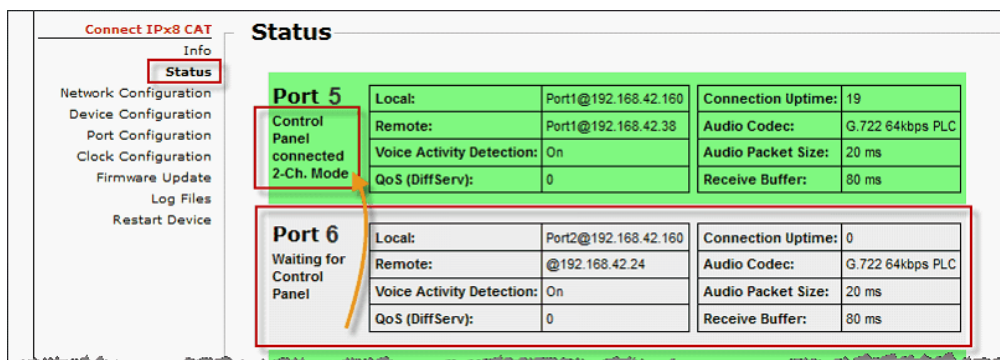 Connect IPx8 CAT
Info
Status
Network Configuration
Device Configuration
Port Configuration
Clock Configuration
Firmware Update
Log Files
Restart Device
Status
Port 5
Control
Panel
connected
2-Ch. Mode
Local: Port1@192.168.42.160 Connection Uptime: 19
Remote: Port1@192.168.42.38 Audio Codec: G.722 64kbps PLC
Voice Activity Detection: On Audio Packet Size: 20 ms
QoS (DiffServ): 0 Receive Buffer: 80 ms
Port 6
Waiting for
Control
Panel
Local: Port2@192.168.42.160 Connection Uptime: 0
Remote: @192.168.42.24 Audio Codec: G.722 64kbps PLC
Voice Activity Detection: On Audio Packet Size: 20 ms
QoS (DiffServ): 0 Receive Buffer: 80 ms